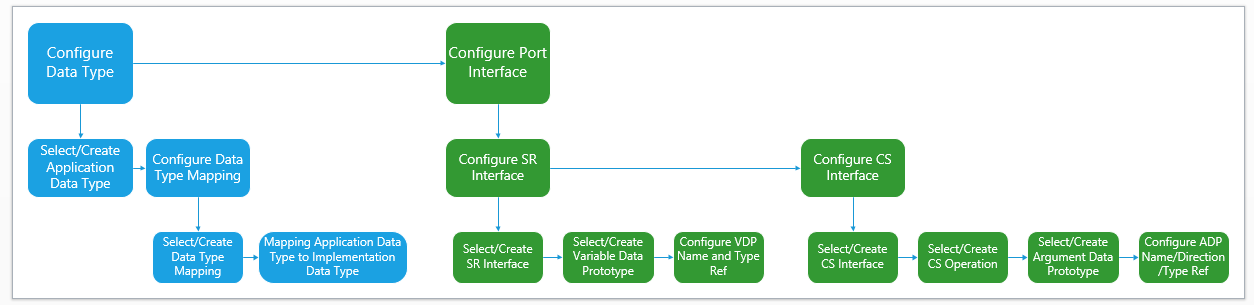 Configure
Data Type
Configure Port
Interface
Select/Create
Application
Data Type
Configure Data
Type Mapping
Configure SR
Interface
Configure CS
Interface
Select/Create
Data Type
Mapping
Mapping Application Data
Type to Implementation
Data Type
Select/Create
SR Interface
Select/Create
Variable Data
Prototype
Configure VDP
Name and Type
Ref
Select/Create
CS Interface
Select/Create
CS Operation
Select/Create
Argument Data
Prototype
Configure ADP
Name/Direction
/Type Ref